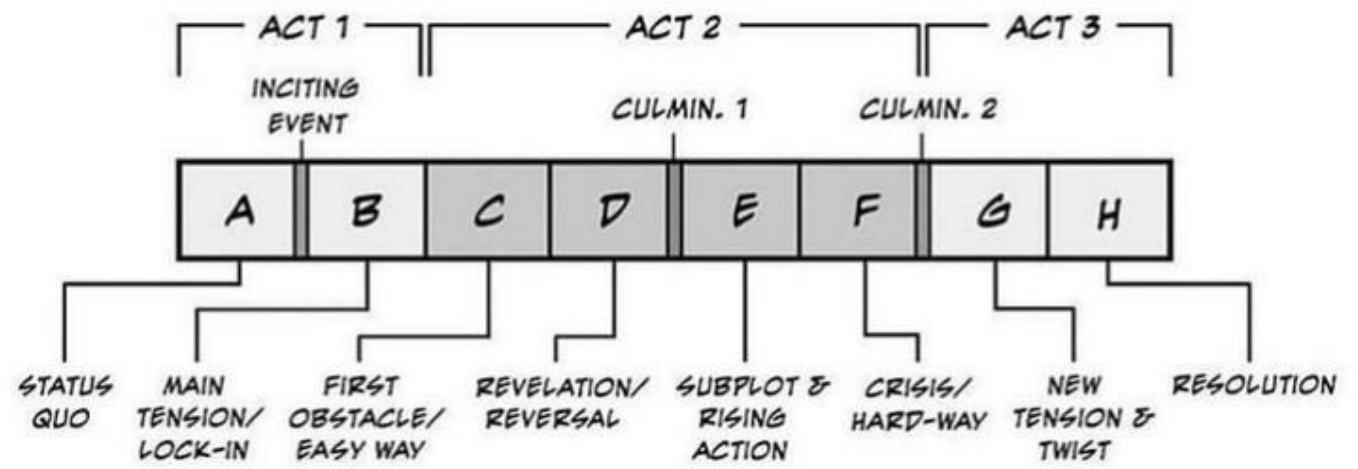 ACT 1
ACT 2
ACT 3
INCITING
EVENT
CULMIN. 1
CULMIN. 2
A
B
C
D
E
F
G
H
STATUS
QUO
MAIN
TENSION/
LOCK-IN
FIRST
OBSTACLE/
EASY WAY
REVELATION/
REVERSAL
SUBPLOT &
RISING
ACTION
CRISIS/
HARD-WAY
NEW
TENSION &
TWIST
RESOLUTION